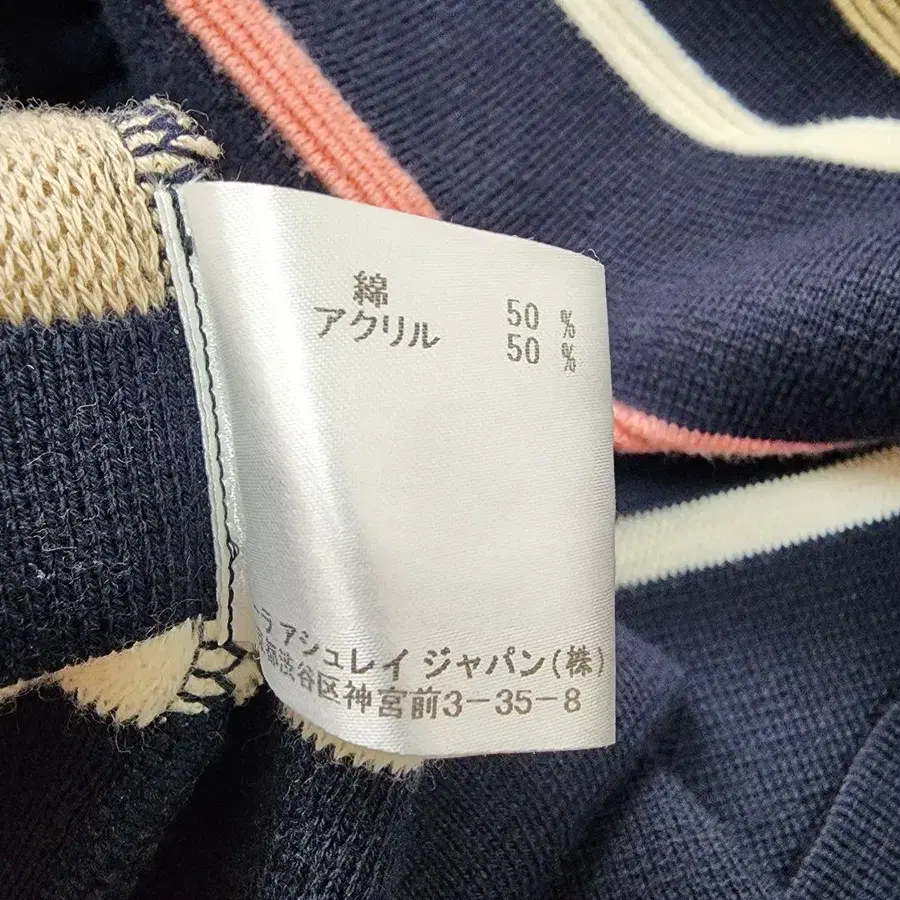 綿 50 %
アクリル 50 %
ラアシュレイ ジャパン(株)
都渋谷区神宮前3-35-8